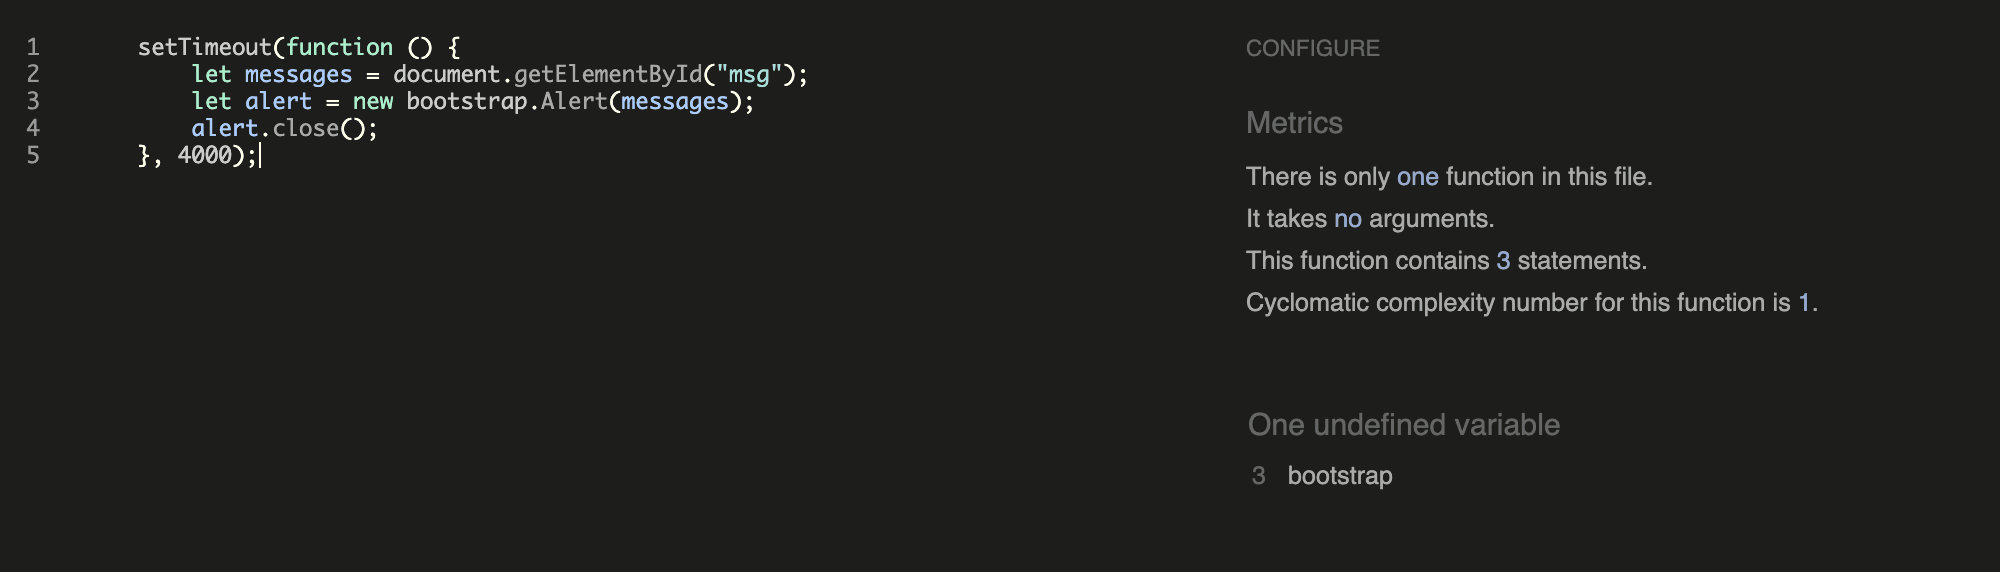 1 setTimeout(function () {
2 let messages = document.getElementById("msg");
3 let alert = new bootstrap.Alert(messages);
4 alert.close();
5 }, 4000);
CONFIGURE
Metrics
There is only one function in this file.
It takes no arguments.
This function contains 3 statements.
Cyclomatic complexity number for this function is 1.
One undefined variable
3 bootstrap